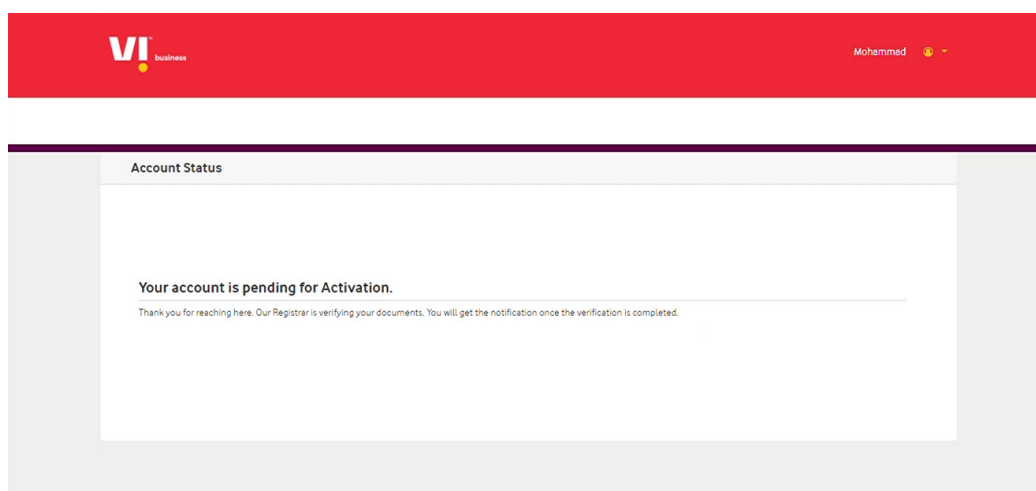 VI™ business
Mohammad
Account Status
Your account is pending for Activation.
Thank you for reaching here. Our Registrar is verifying your documents. You will get the notification once the verification is completed.